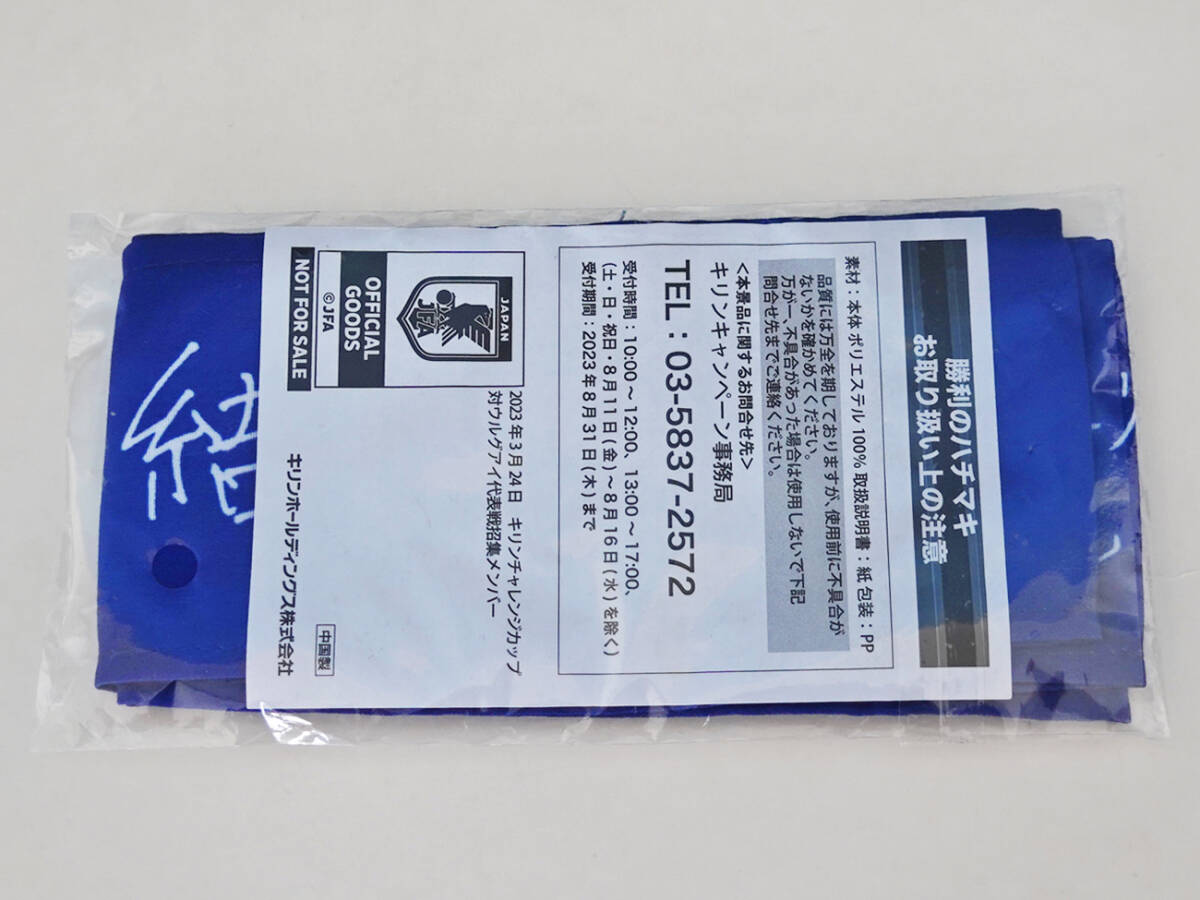 勝利のハチマキ
お取り扱い上の注意
素材：本体 ポリエステル 100% 取扱説明書：紙 包装：PP
品質には万全を期しておりますが、使用前に不具合が
ないかを確かめてください。
万が一、不具合があった場合は使用しないで下記
問合せ先までご連絡ください。
＜本景品に関するお問合せ先＞
キリンキャンペーン事務局
TEL：03-5837-2572
受付時間：10:00～12:00、13:00～17:00、
(土・日・祝日・8月11日(金)～8月16日(水)を除く)
受付期間：2023年8月31日(木)まで
JAPAN
JFA
OFFICIAL
GOODS
©JFA
NOT FOR SALE
2023年3月24日 キリンチャレンジカップ
対ウルグアイ代表戦招集メンバー
中国製
キリンホールディングス株式会社
結